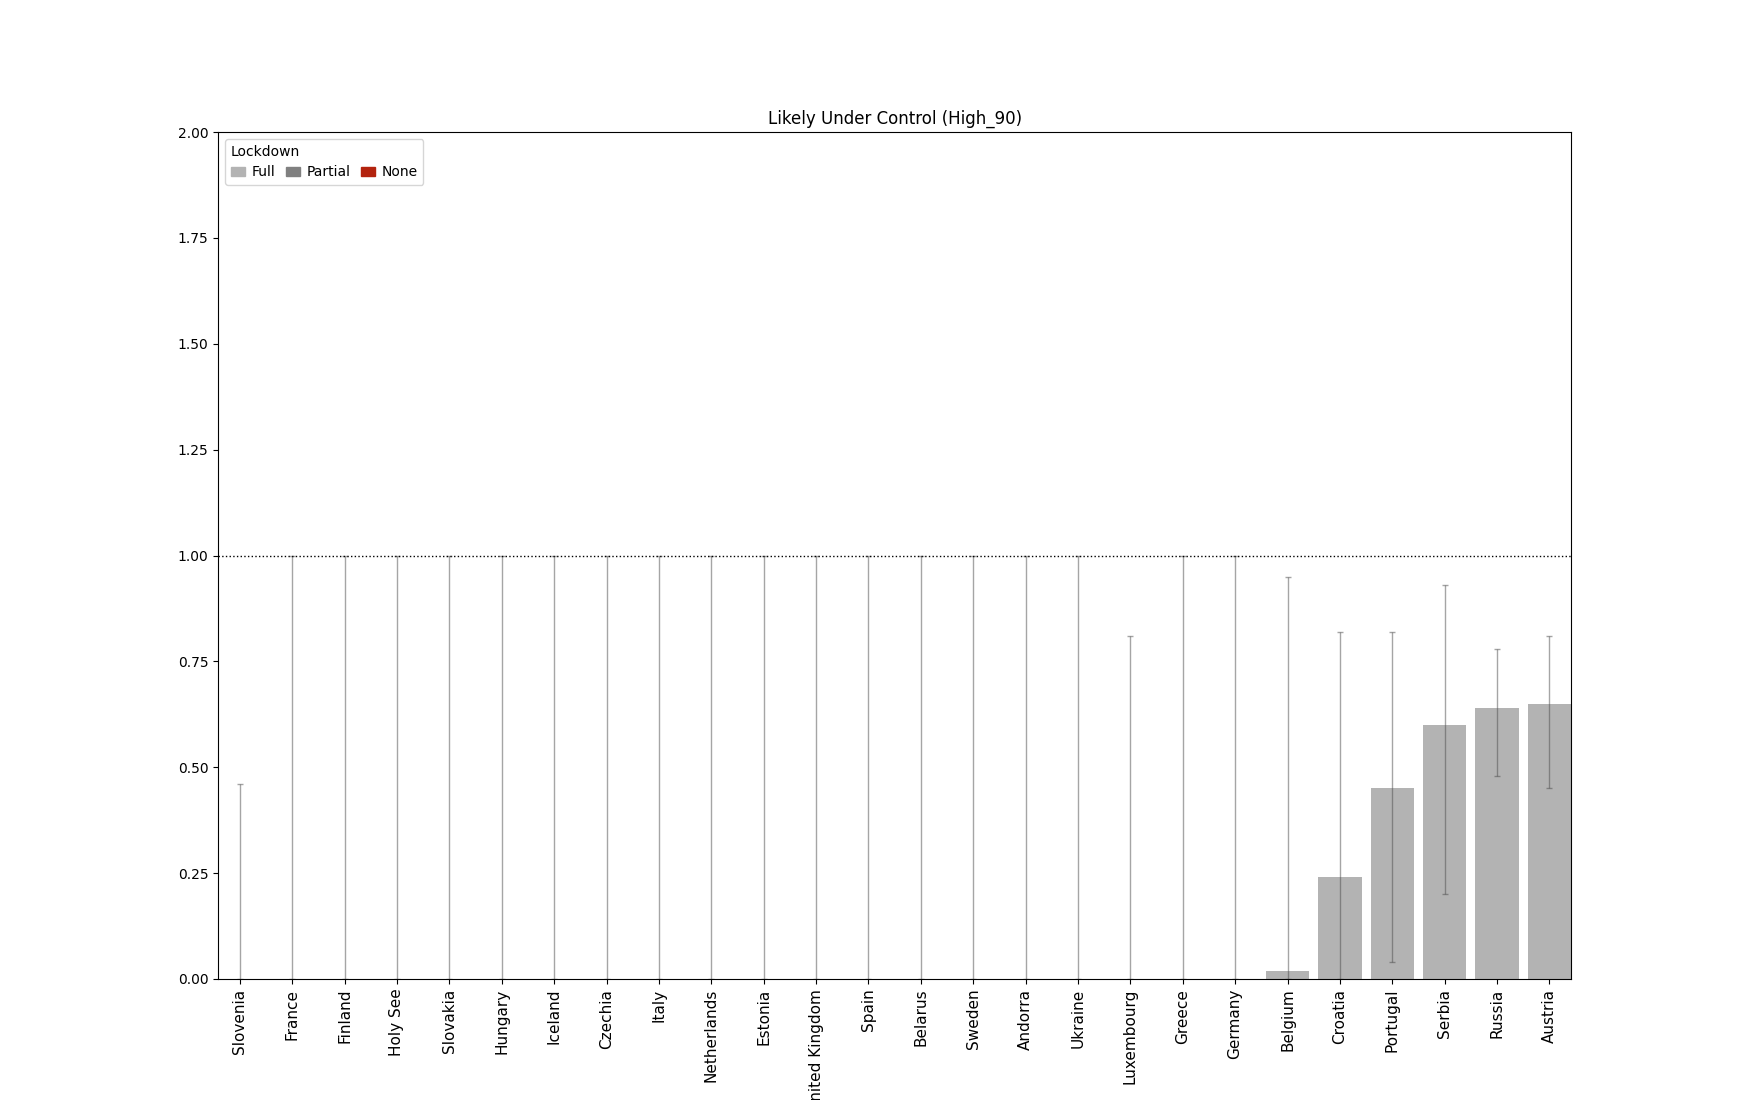 Likely Under Control (High_90)
Lockdown
Full Partial None
2.00
1.75
1.50
1.25
1.00
0.75
0.50
0.25
0.00
Slovenia
France
Finland
Holy See
Slovakia
Hungary
Iceland
Czechia
Italy
Netherlands
Estonia
nited Kingdom
Spain
Belarus
Sweden
Andorra
Ukraine
Luxembourg
Greece
Germany
Belgium
Croatia
Portugal
Serbia
Russia
Austria